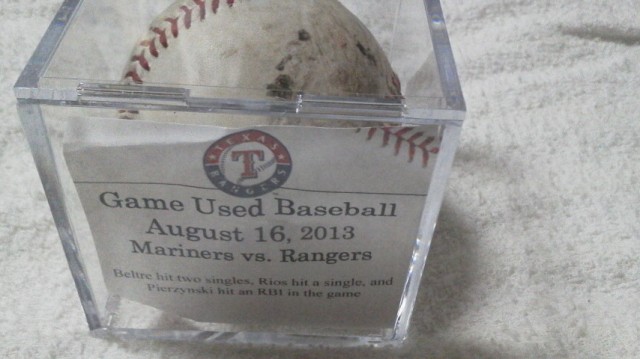 TEXAS
T
RANGERS
Game Used Baseball
August 16, 2013
Mariners vs. Rangers
Beltre hit two singles, Rios hit a single, and
Pierzynski hit an RBI in the game